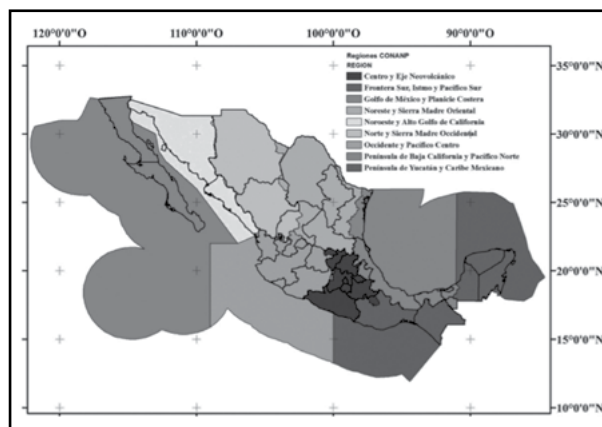 120°0'0"O 110°0'0"O 100°0'0"O 90°0'0"O
Regiones CONANP
REGION
Centro y Eje Neovolcánico
Frontera Sur, Istmo y Pacífico Sur
Golfo de México y Planicie Costera
Noreste y Sierra Madre Oriental
Noroeste y Alto Golfo de California
Norte y Sierra Madre Occidental
Occidente y Pacífico Centro
Península de Baja California y Pacífico Norte
Península de Yucatán y Caribe Mexicano
35°0'0"N
30°0'0"N
25°0'0"N
20°0'0"N
15°0'0"N
10°0'0"N